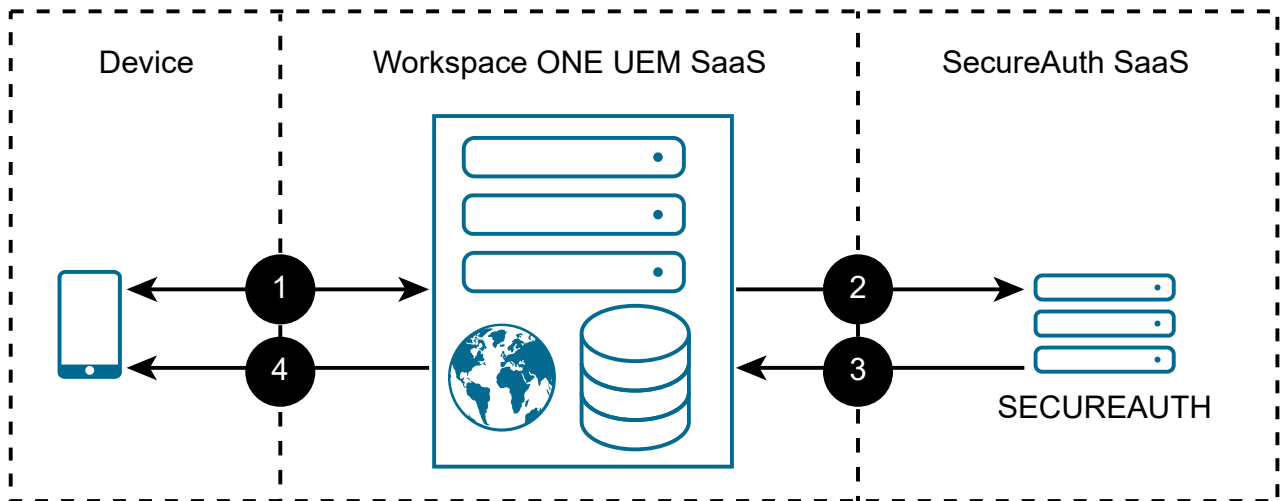 Device
Workspace ONE UEM SaaS
SecureAuth SaaS
1
2
4
3
SECUREAUTH